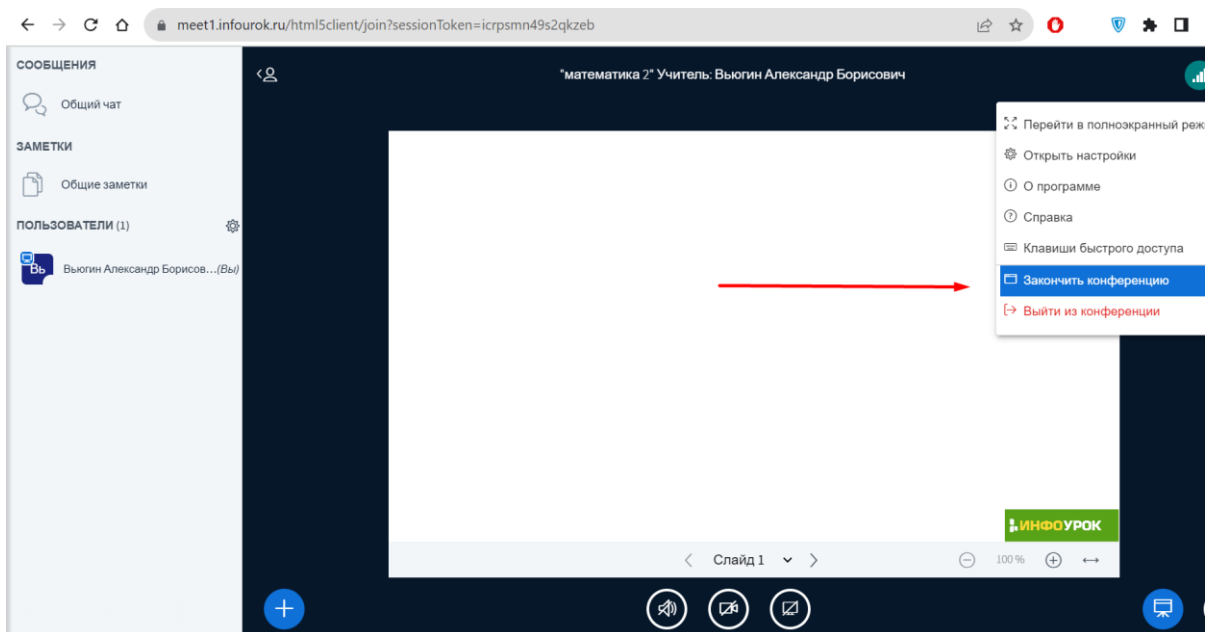 meet1.infourok.ru/html5client/join?sessionToken=icrpsmn49s2qkzeb
СООБЩЕНИЯ
Общий чат
ЗАМЕТКИ
Общие заметки
ПОЛЬЗОВАТЕЛИ (1)
Вь
Вьюгин Александр Борисов...(Вы)
"математика 2" Учитель: Вьюгин Александр Борисович
Перейти в полноэкранный реж
Открыть настройки
О программе
Справка
Клавиши быстрого доступа
Закончить конференцию
Выйти из конференции
ИНФОУРОК
Слайд 1
100 %